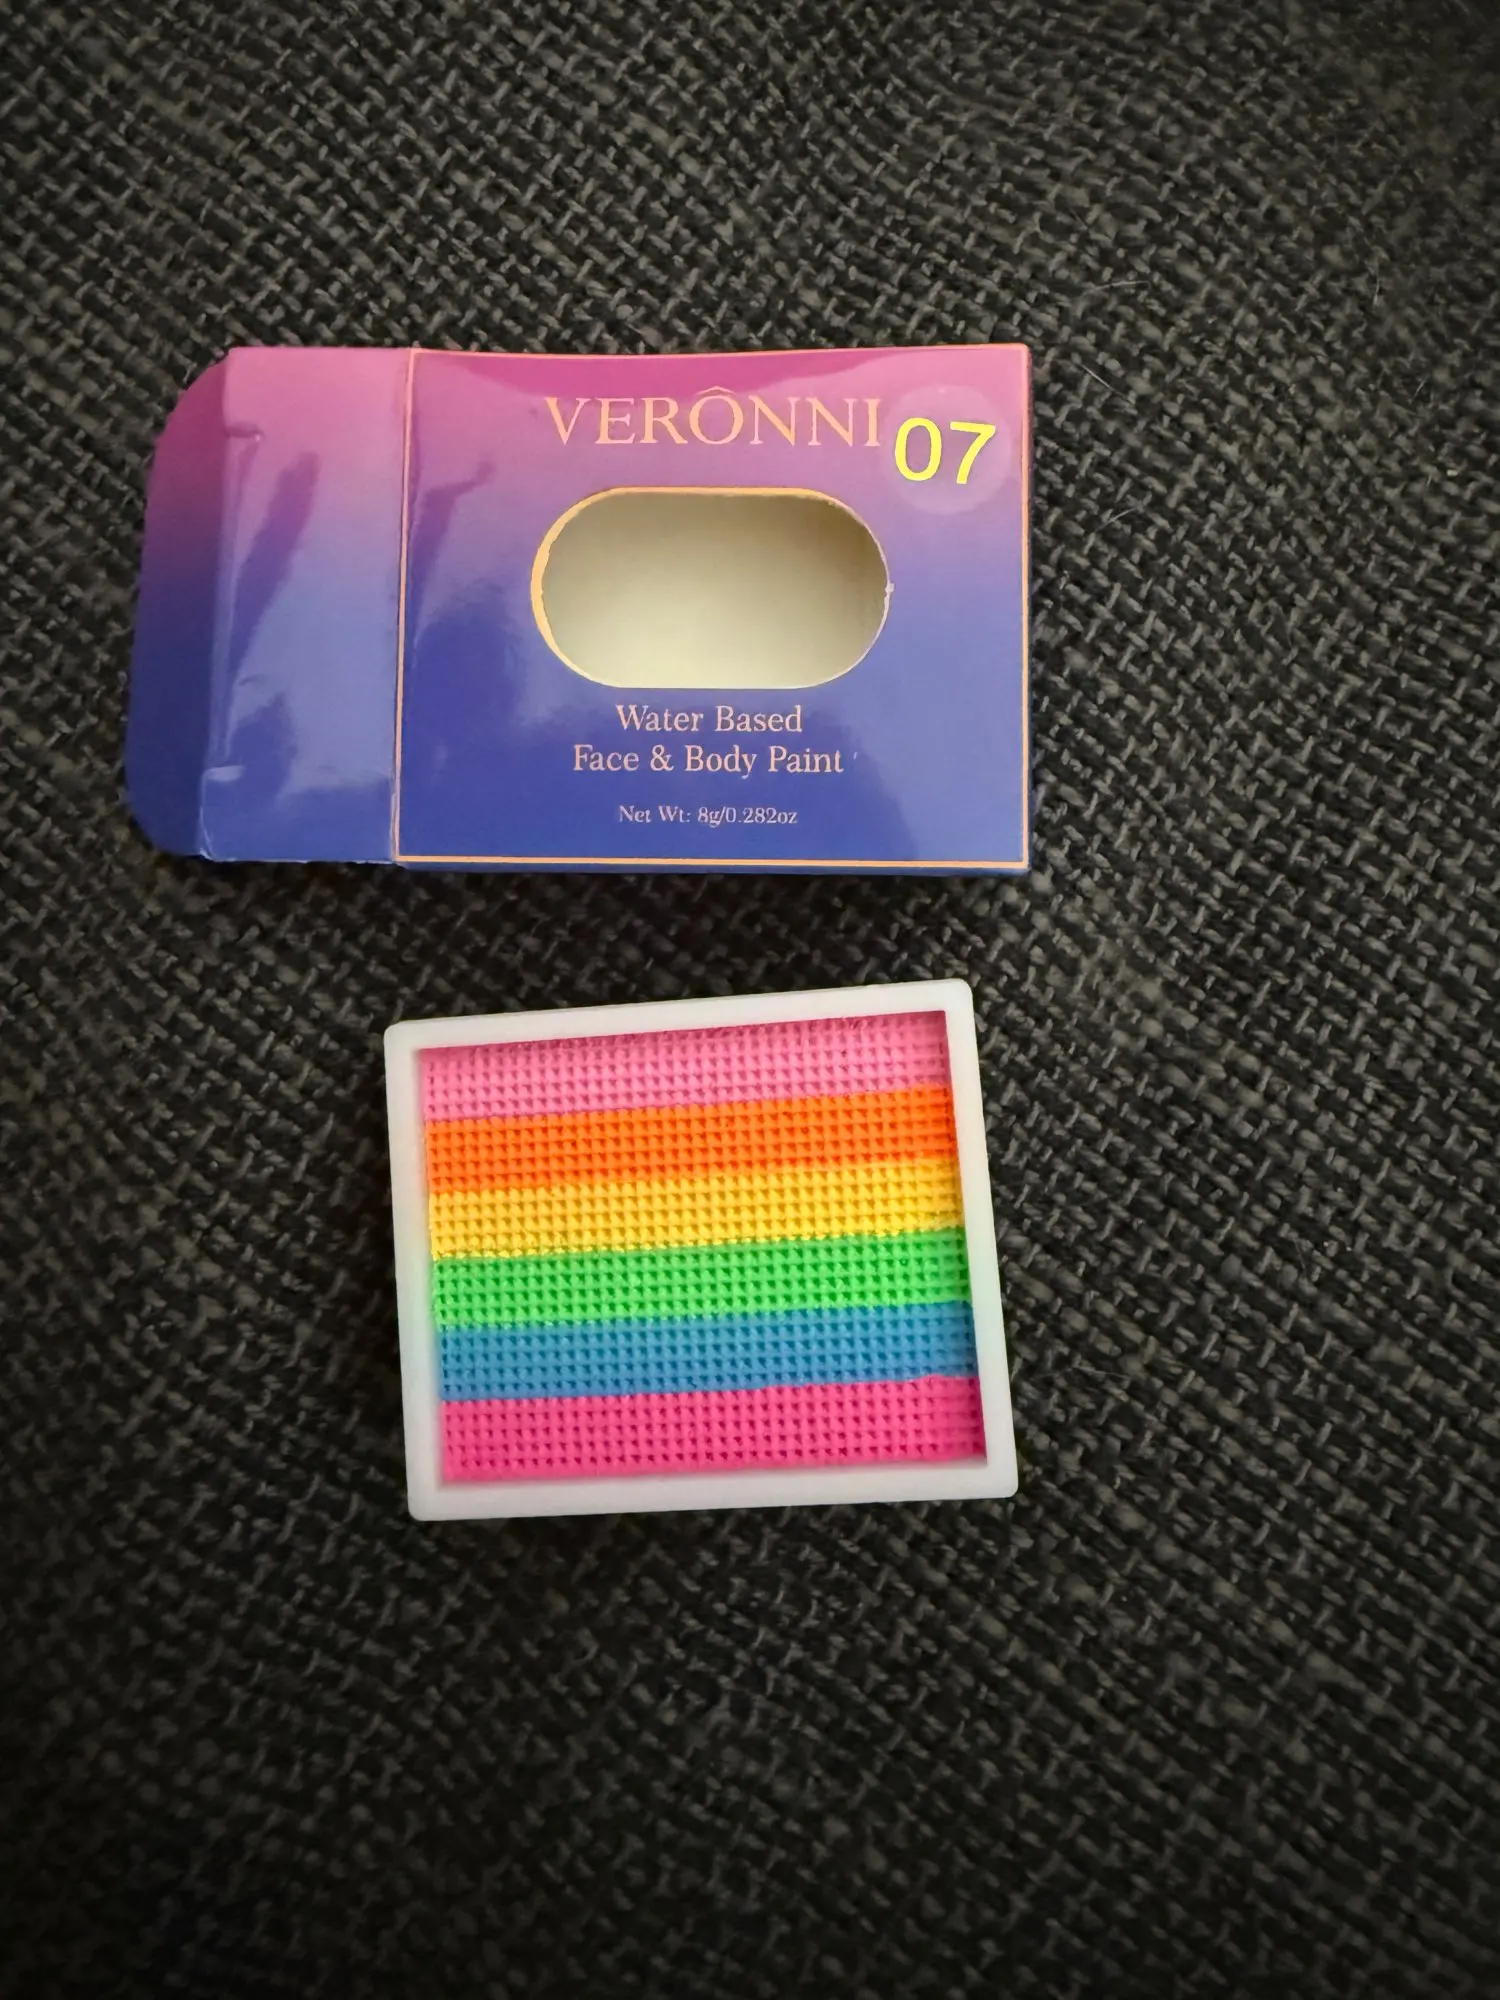 VERÔNNI
07
Water Based
Face & Body Paint
Net Wt: 8g/0.282oz